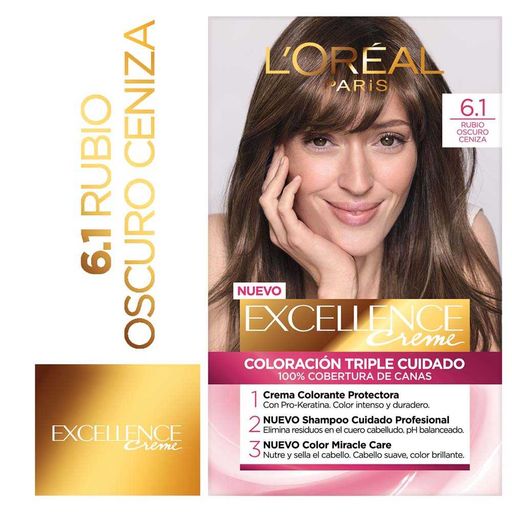 6.1 RUBIO
OSCURO CENIZA
EXCELLENCE
Creme
L'ORÉAL
PARIS
6.1
RUBIO
OSCURO
CENIZA
NUEVO
EXCELLENCE
Creme
COLORACIÓN TRIPLE CUIDADO
100% COBERTURA DE CANAS
1 Crema Colorante Protectora
Con Pro-Keratina. Color intenso y duradero.
2 NUEVO Shampoo Cuidado Profesional
Elimina residuos en el cuero cabelludo. pH balanceado.
3 NUEVO Color Miracle Care
Nutre y sella el cabello. Cabello suave, color brillante.